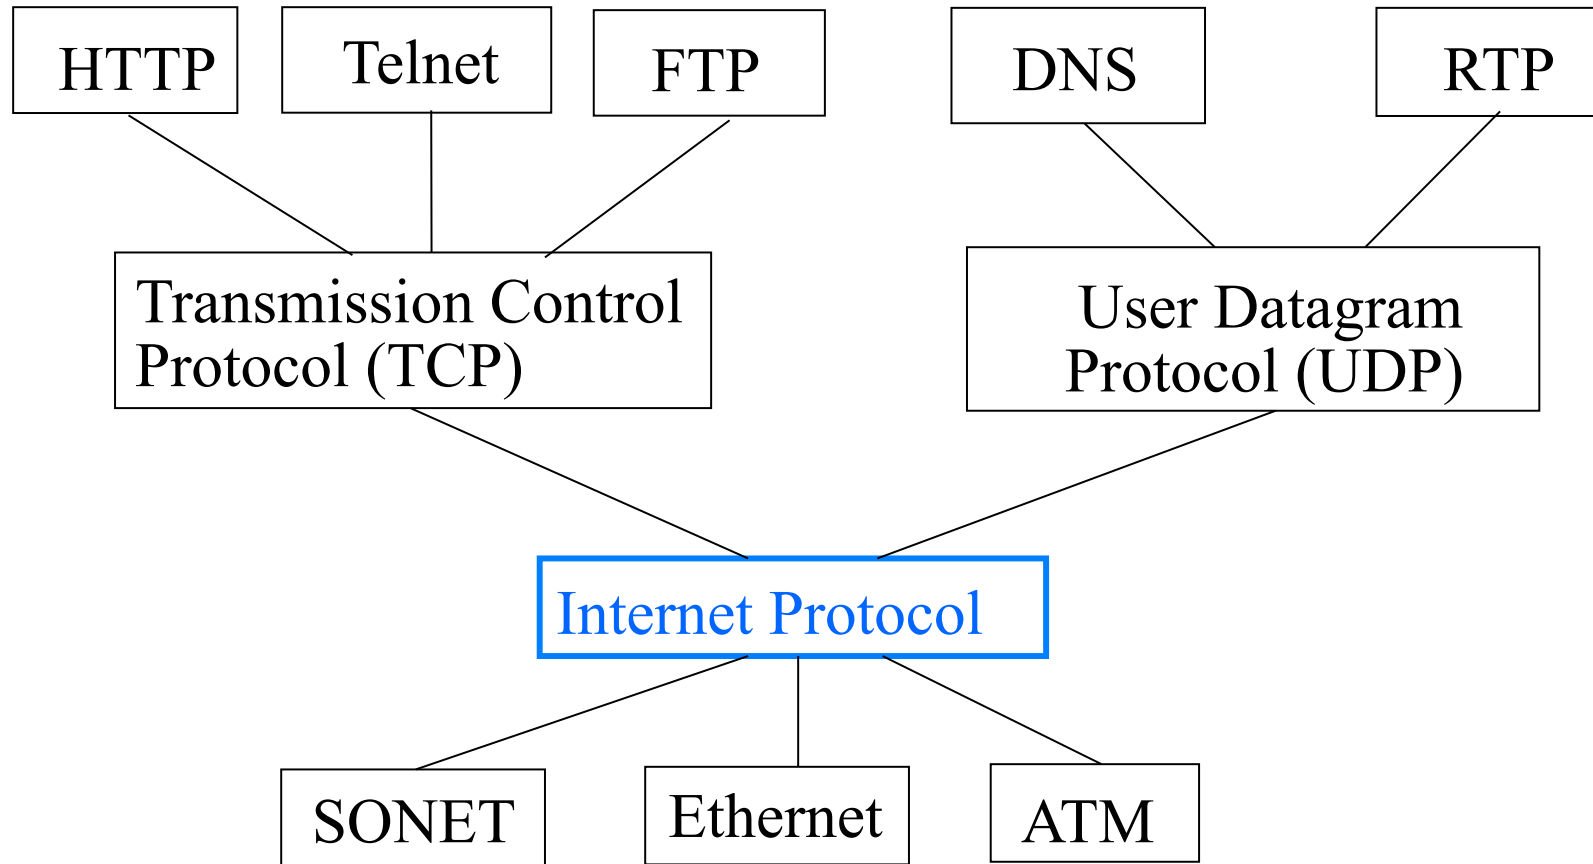 HTTP
Telnet
FTP
DNS
RTP
Transmission Control
Protocol (TCP)
User Datagram
Protocol (UDP)
Internet Protocol
SONET
Ethernet
ATM